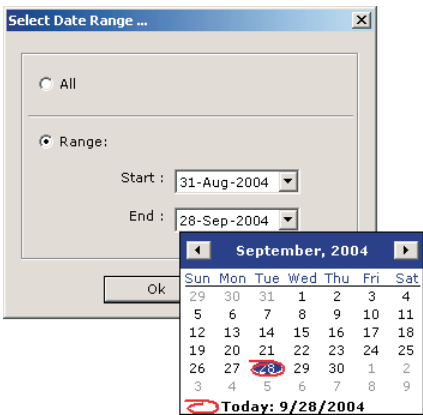 Select Date Range ...
All
Range:
Start : 31-Aug-2004
End : 28-Sep-2004
Ok
September, 2004
Sun Mon Tue Wed Thu Fri Sat
29 30 31 1 2 3 4
5 6 7 8 9 10 11
12 13 14 15 16 17 18
19 20 21 22 23 24 25
26 27 28 29 30 1 2
3 4 5 6 7 8 9
Today: 9/28/2004